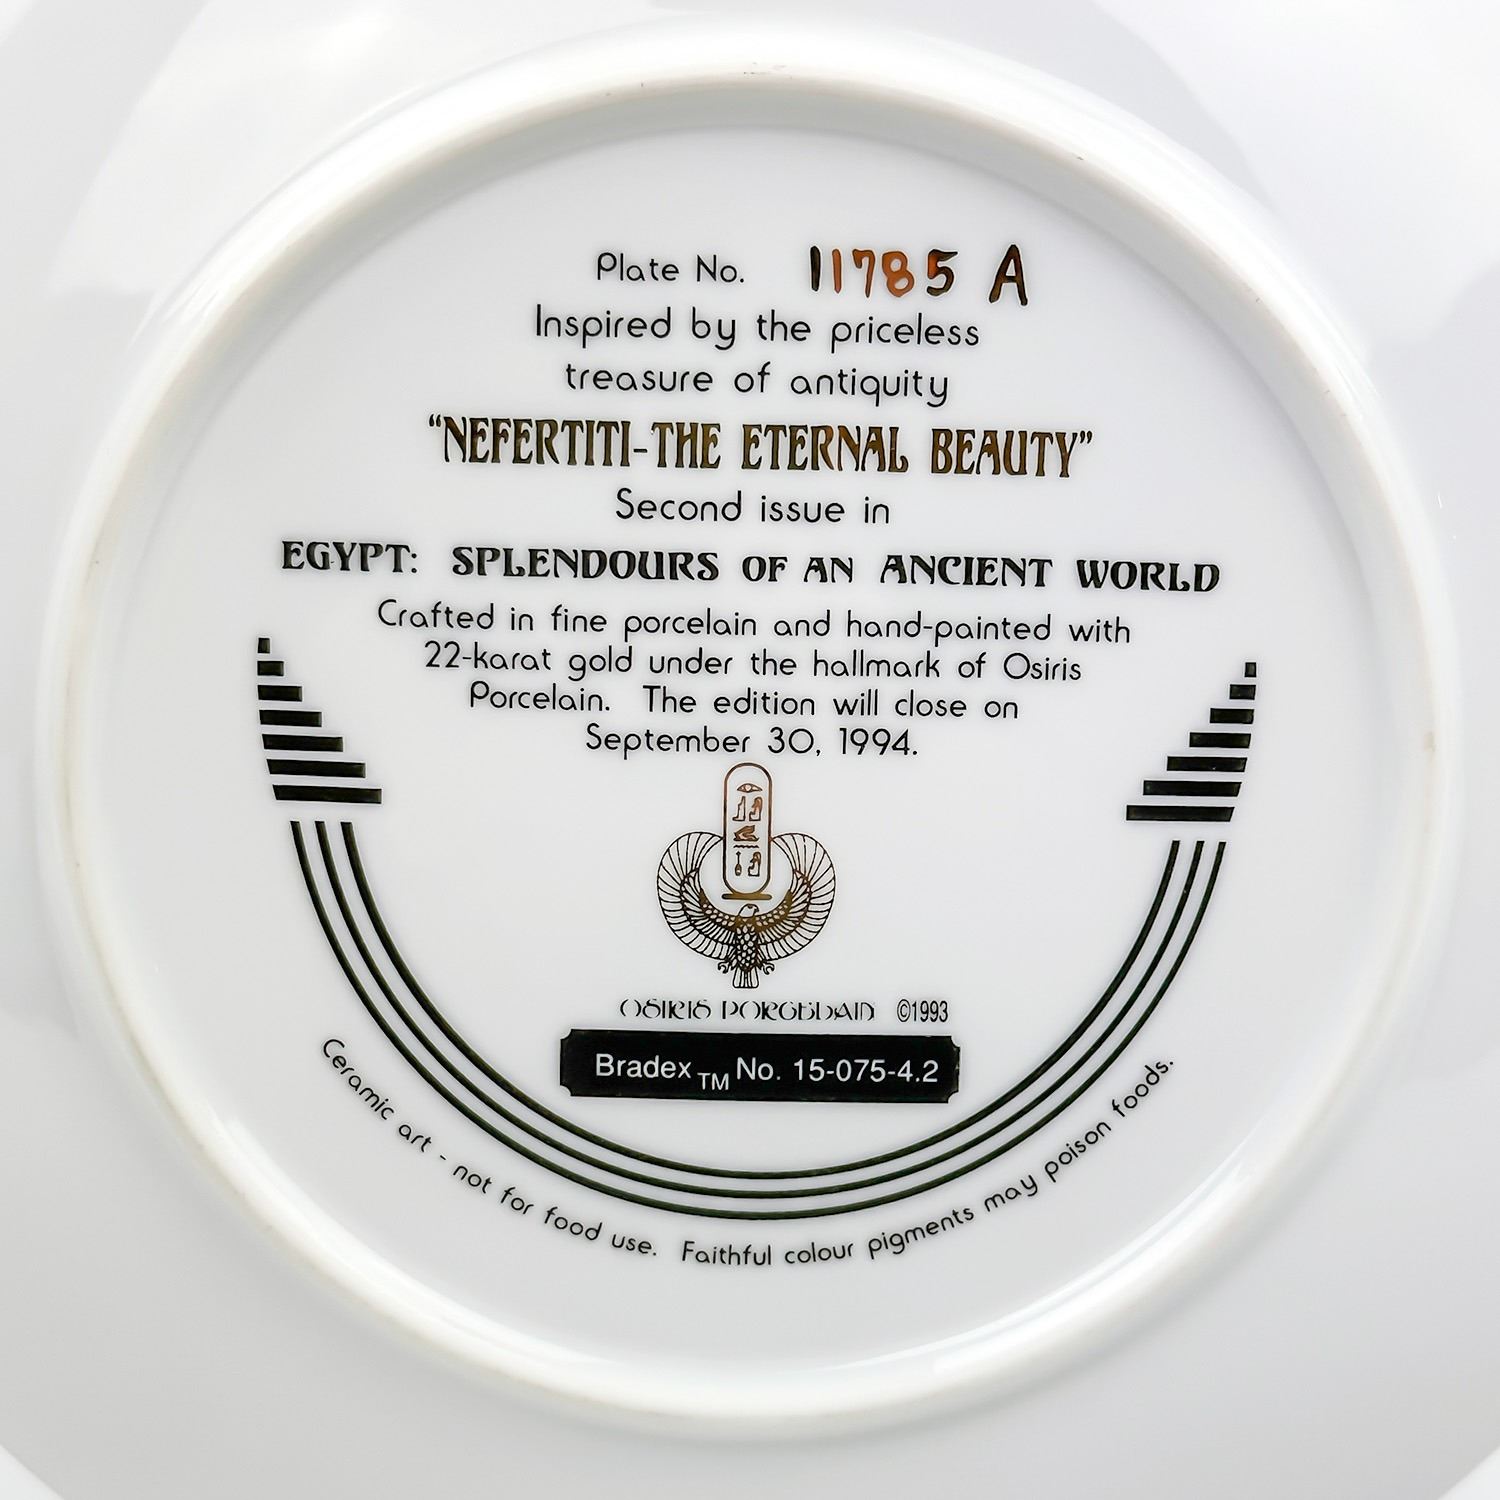 Plate No. 11785 A
Inspired by the priceless
treasure of antiquity
“NEFERTITI-THE ETERNAL BEAUTY”
Second issue in
EGYPT: SPLENDOURS OF AN ANCIENT WORLD
Crafted in fine porcelain and hand-painted with
22-karat gold under the hallmark of Osiris
Porcelain. The edition will close on
September 30, 1994.
OSIRIS PORCELAIN ©1993
Bradex TM No. 15-075-4.2
Ceramic art - not for food use. Faithful colour pigments may poison foods.